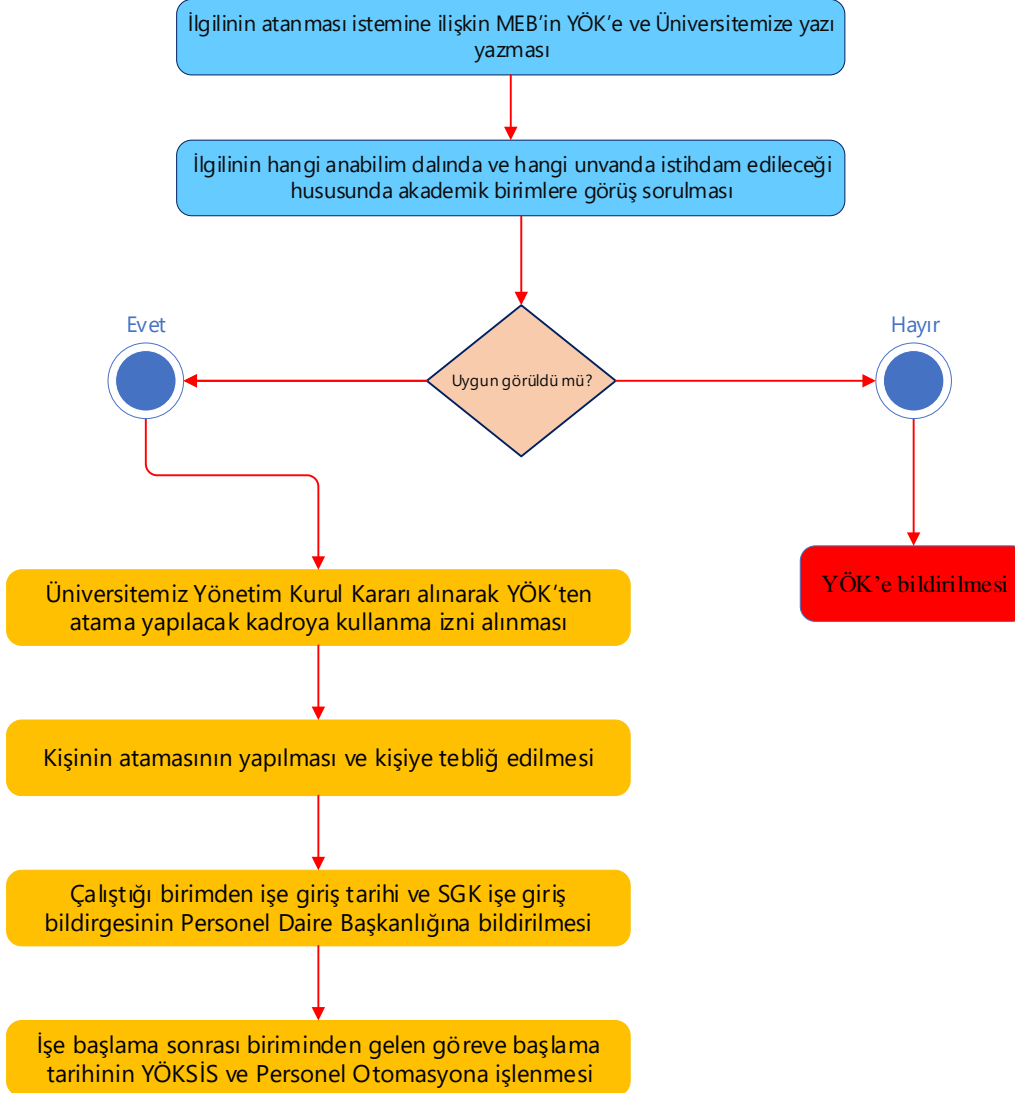 İlgilinin atanması istemine ilişkin MEB'in YÖK'e ve Üniversitemize yazı
yazması
İlgilinin hangi anabilim dalında ve hangi unvanda istihdam edileceği
hususunda akademik birimlere görüş sorulması
Evet
Hayır
Uygun görüldü mü?
Üniversitemiz Yönetim Kurul Kararı alınarak YÖK'ten
atama yapılacak kadroya kullanma izni alınması
YÖK'e bildirilmesi
Kişinin atamasının yapılması ve kişiye tebliğ edilmesi
Çalıştığı birimden işe giriş tarihi ve SGK işe giriş
bildirgesinin Personel Daire Başkanlığına bildirilmesi
İşe başlama sonrası biriminden gelen göreve başlama
tarihinin YÖKSİS ve Personel Otomasyona işlenmesi